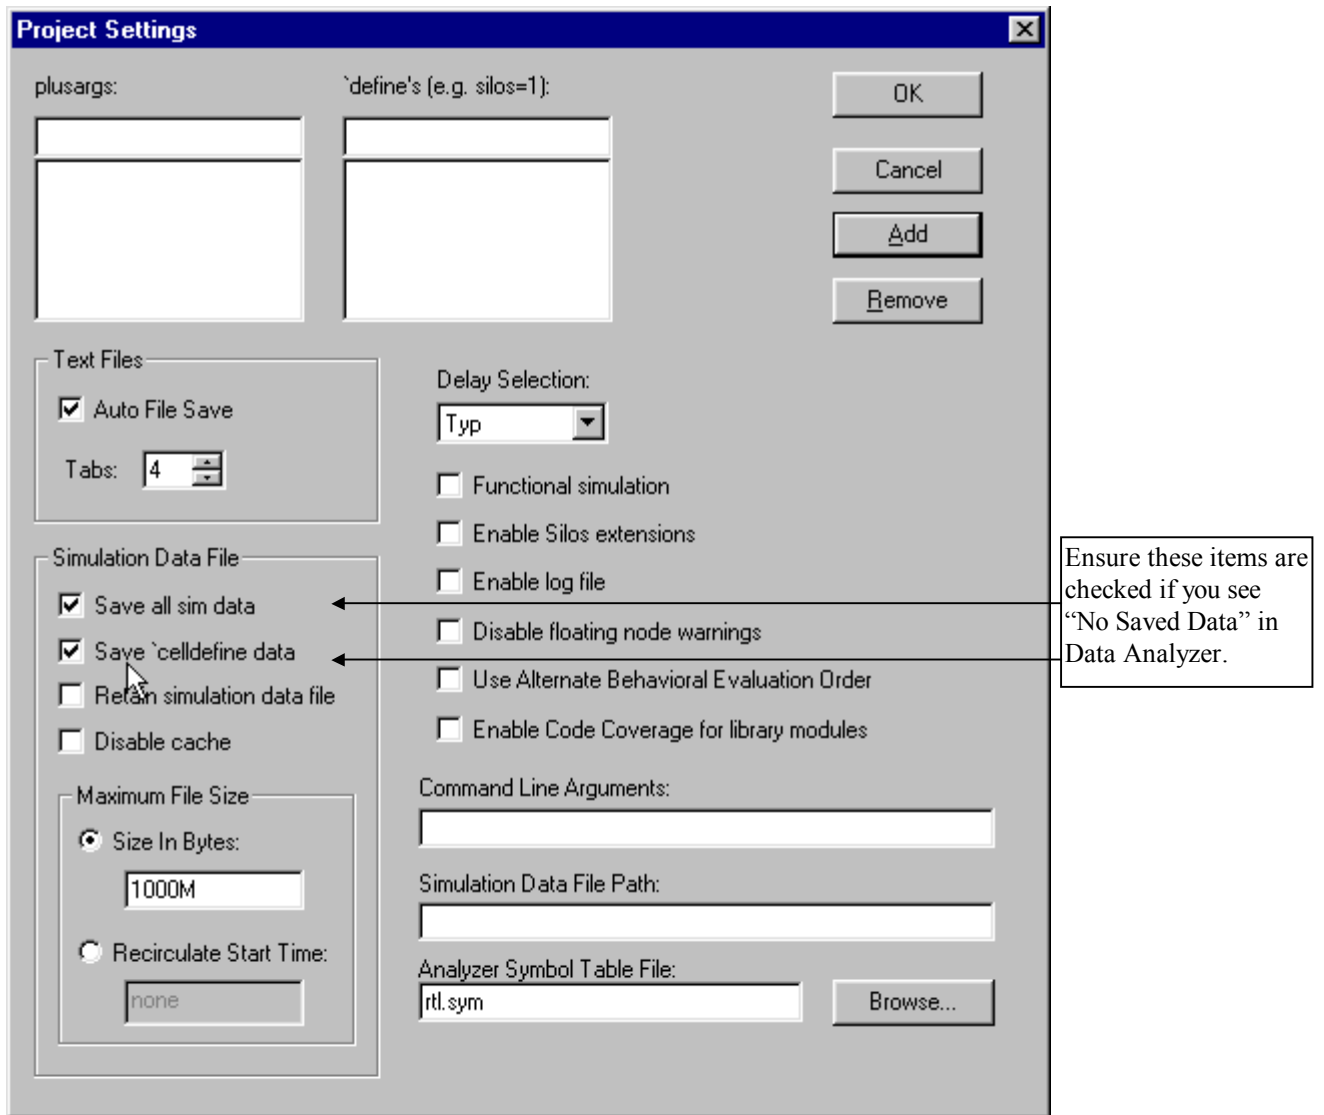 Project Settings
plusargs:
`define's (e.g. silos=1):
OK
Cancel
Add
Remove
Text Files
Auto File Save
Tabs: 4
Delay Selection:
Typ
Functional simulation
Enable Silos extensions
Enable log file
Disable floating node warnings
Use Alternate Behavioral Evaluation Order
Enable Code Coverage for library modules
Simulation Data File
Save all sim data
Save `celldefine data
Retain simulation data file
Disable cache
Maximum File Size
Size In Bytes:
1000M
Recirculate Start Time:
none
Command Line Arguments:
Simulation Data File Path:
Analyzer Symbol Table File:
rtl.sym
Browse...
Ensure these items are
checked if you see
“No Saved Data” in
Data Analyzer.